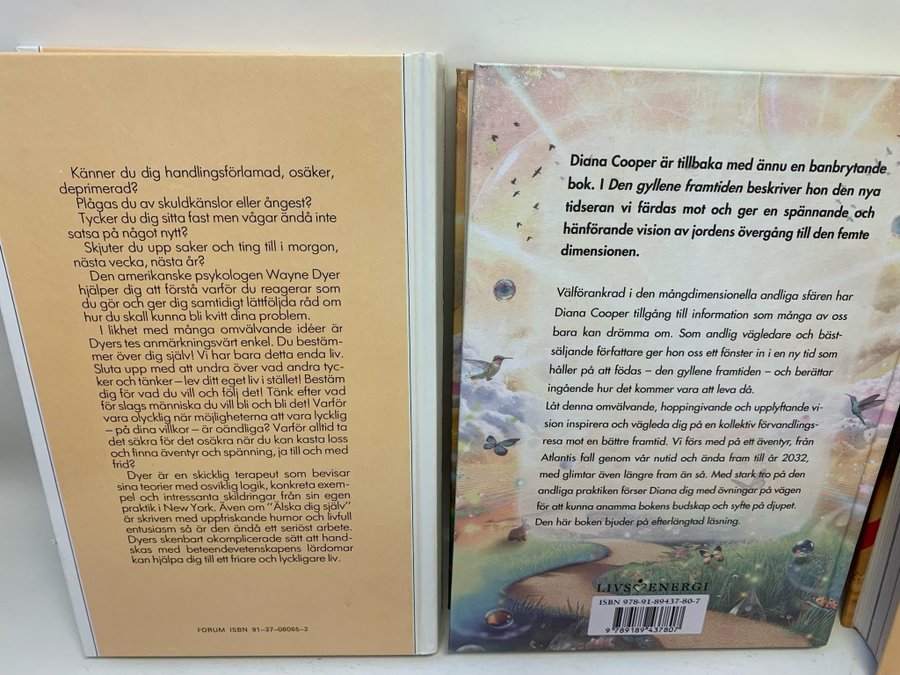 Känner du dig handlingsförlamad, osäker,
deprimerad?
Plågas du av skuldkänslor eller ångest?
Tycker du dig sitta fast men vågar ändå inte
satsa på något nytt?
Skjuter du upp saker och ting till i morgon,
nästa vecka, nästa år?
Den amerikanske psykologen Wayne Dyer
hjälper dig att förstå varför du reagerar som
du gör och ger dig samtidigt lättföljda råd om
hur du skall kunna bli kvitt dina problem.
I likhet med många omvälvande idéer är
Dyers tes anmärkningsvärt enkel. Du bestäm-
mer över dig själv! Vi har bara detta enda liv.
Sluta upp med att undra över vad andra tyc-
ker och tänker – lev ditt eget liv i stället! Bestäm
dig för vad du vill och följ det! Tänk efter vad
för slags människa du vill bli och bli det! Varför
vara olycklig när möjligheterna att vara lycklig
– på dina villkor – är oändliga? Varför alltid ta
det säkra för det osäkra när du kan kasta loss
och finna äventyr och spänning, ja till och med
frid?
Dyer är en skicklig terapeut som bevisar
sina teorier med osviklig logik, konkreta exem-
pel och intressanta skildringar från sin egen
praktik i New York. Även om "Älska dig själv"
är skriven med uppfriskande humor och livfull
entusiasm så är den ändå ett seriöst arbete.
Dyers skenbart okomplicerade sätt att hand-
skas med beteendevetenskapens lärdomar
kan hjälpa dig till ett friare och lyckligare liv.
FORUM ISBN 91-37-08065-2
Diana Cooper är tillbaka med ännu en banbrytande
bok. I Den gyllene framtiden beskriver hon den nya
tidseran vi färdas mot och ger en spännande och
hänförande vision av jordens övergång till den femte
dimensionen.
Välförankrad i den mångdimensionella andliga sfären har
Diana Cooper tillgång till information som många av oss
bara kan drömma om. Som andlig vägledare och bäst-
säljande författare ger hon oss ett fönster in i en ny tid som
håller på att födas – den gyllene framtiden – och berättar
ingående hur det kommer vara att leva då.
Låt denna omvälvande, hoppingivande och upplyftande vi-
sion inspirera och vägleda dig på en kollektiv förvandlings-
resa mot en bättre framtid. Vi förs med på ett äventyr, från
Atlantis fall genom vår nutid och ända fram till år 2032,
med glimtar även längre fram än så. Med stark tro på den
andliga praktiken förser Diana dig med övningar på vägen
för att kunna anamma bokens budskap och syfte på djupet.
Den här boken bjuder på efterlängtad läsning.
LIVS ENERGI
ISBN 978-91-89437-80-7
9 789189 437807